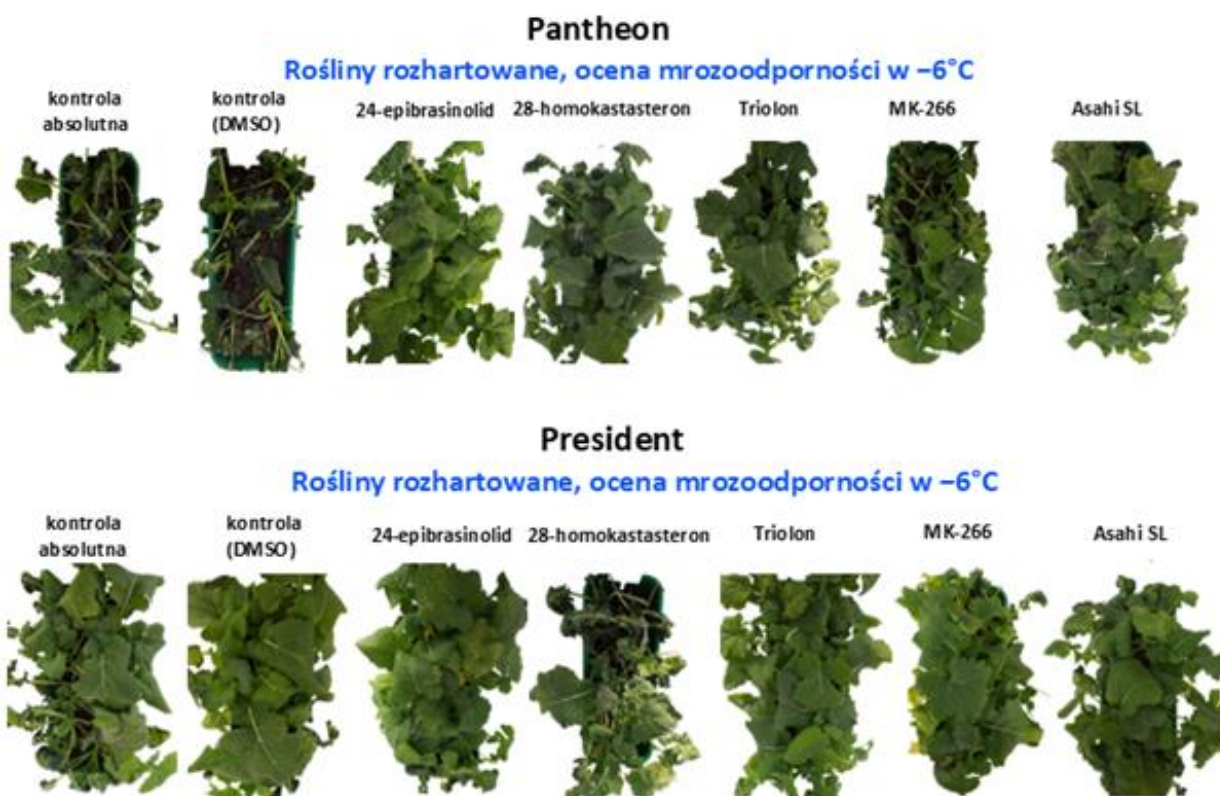 Pantheon
Rośliny rozhartowane, ocena mrozoodporności w −6°C
kontrola
absolutna
kontrola
(DMSO)
24-epibrasinolid
28-homokastasteron
Triolon
MK-266
Asahi SL
President
Rośliny rozhartowane, ocena mrozoodporności w −6°C
kontrola
absolutna
kontrola
(DMSO)
24-epibrasinolid
28-homokastasteron
Triolon
MK-266
Asahi SL